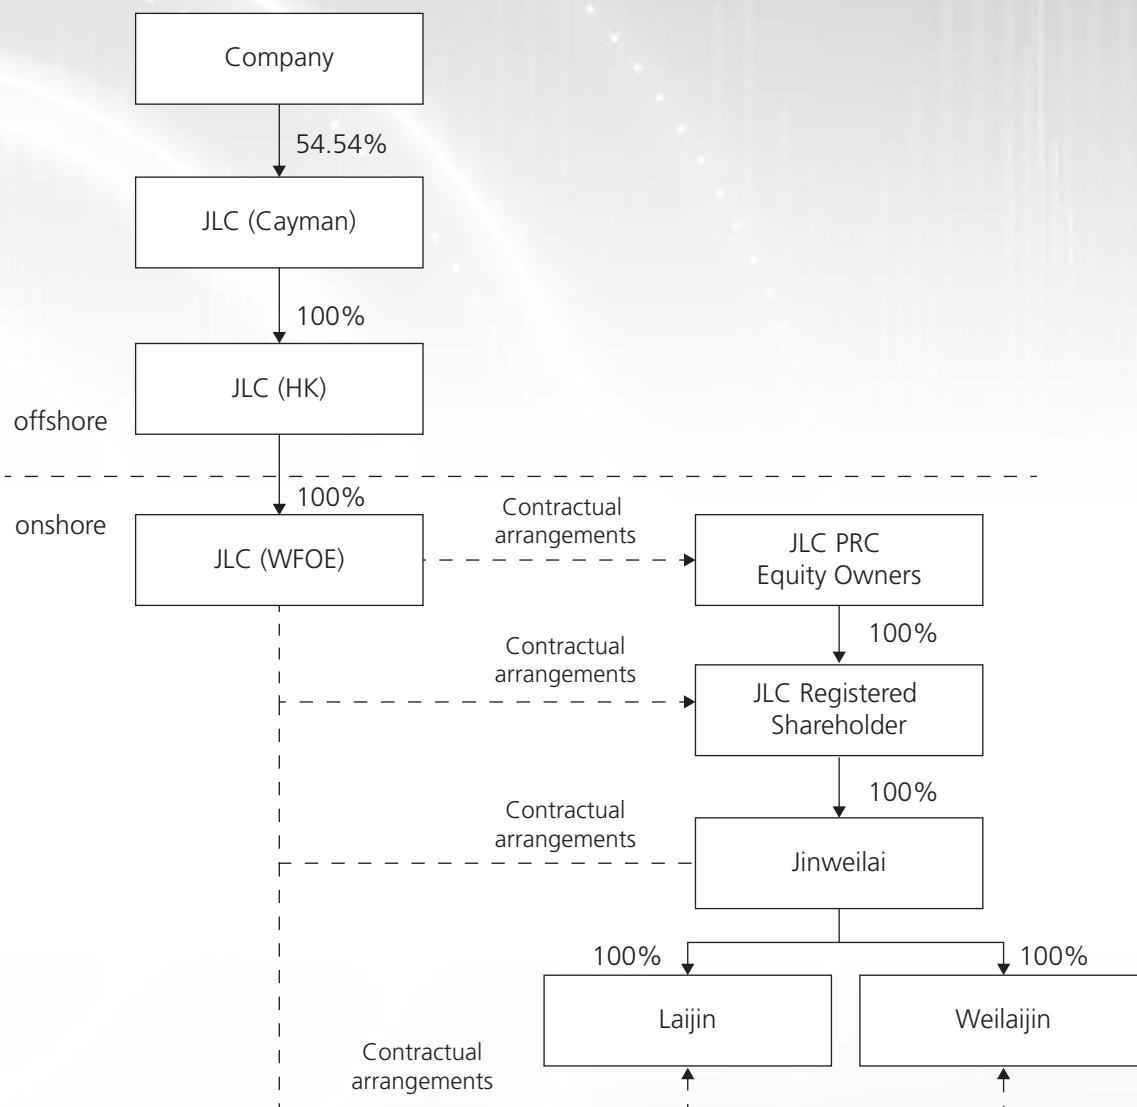 Company
54.54%
JLC (Cayman)
100%
JLC (HK)
offshore
100%
onshore
Contractual
arrangements
JLC (WFOE)
JLC PRC
Equity Owners
100%
Contractual
arrangements
JLC Registered
Shareholder
100%
Contractual
arrangements
Jinweilai
100%
100%
Laijin
Weilaijin
Contractual
arrangements